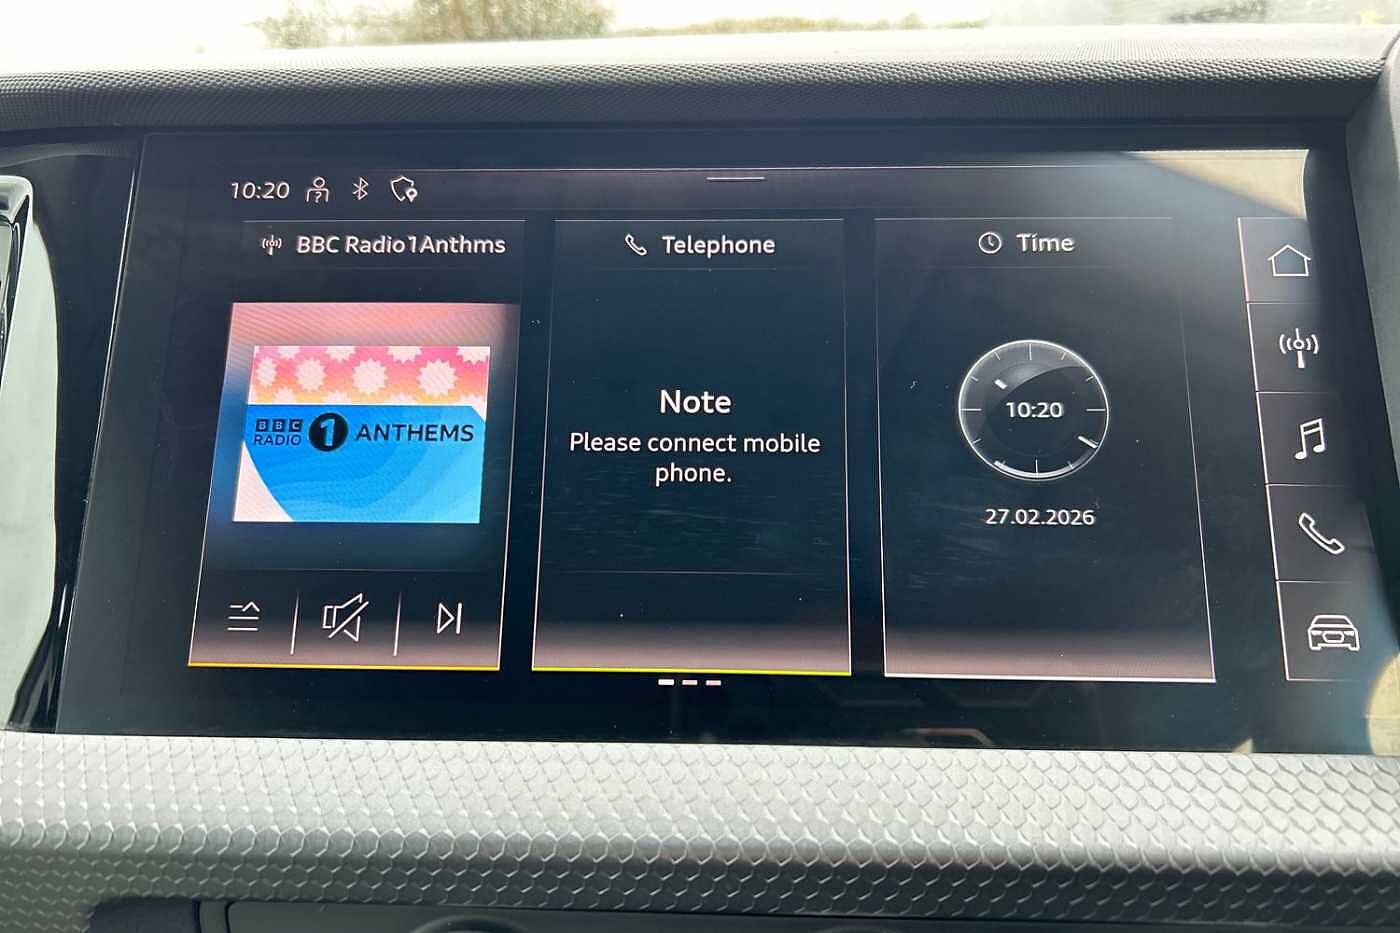 10:20
BBC Radio1Anthms
Telephone
Time
BBC
RADIO
1
ANTHEMS
Note
Please connect mobile
phone.
10:20
27.02.2026